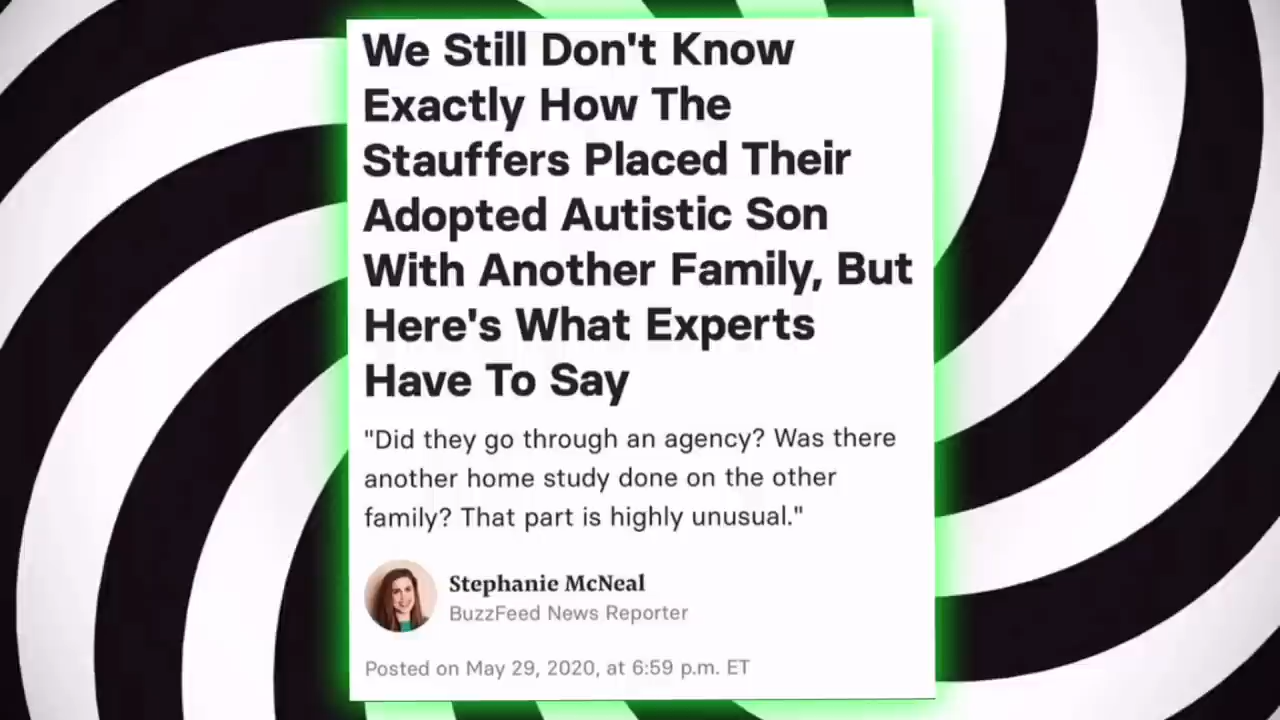 We Still Don't Know
Exactly How The
Stauffers Placed Their
Adopted Autistic Son
With Another Family, But
Here's What Experts
Have To Say
"Did they go through an agency? Was there
another home study done on the other
family? That part is highly unusual."
Stephanie McNeal
BuzzFeed News Reporter
Posted on May 29, 2020, at 6:59 p.m. ET